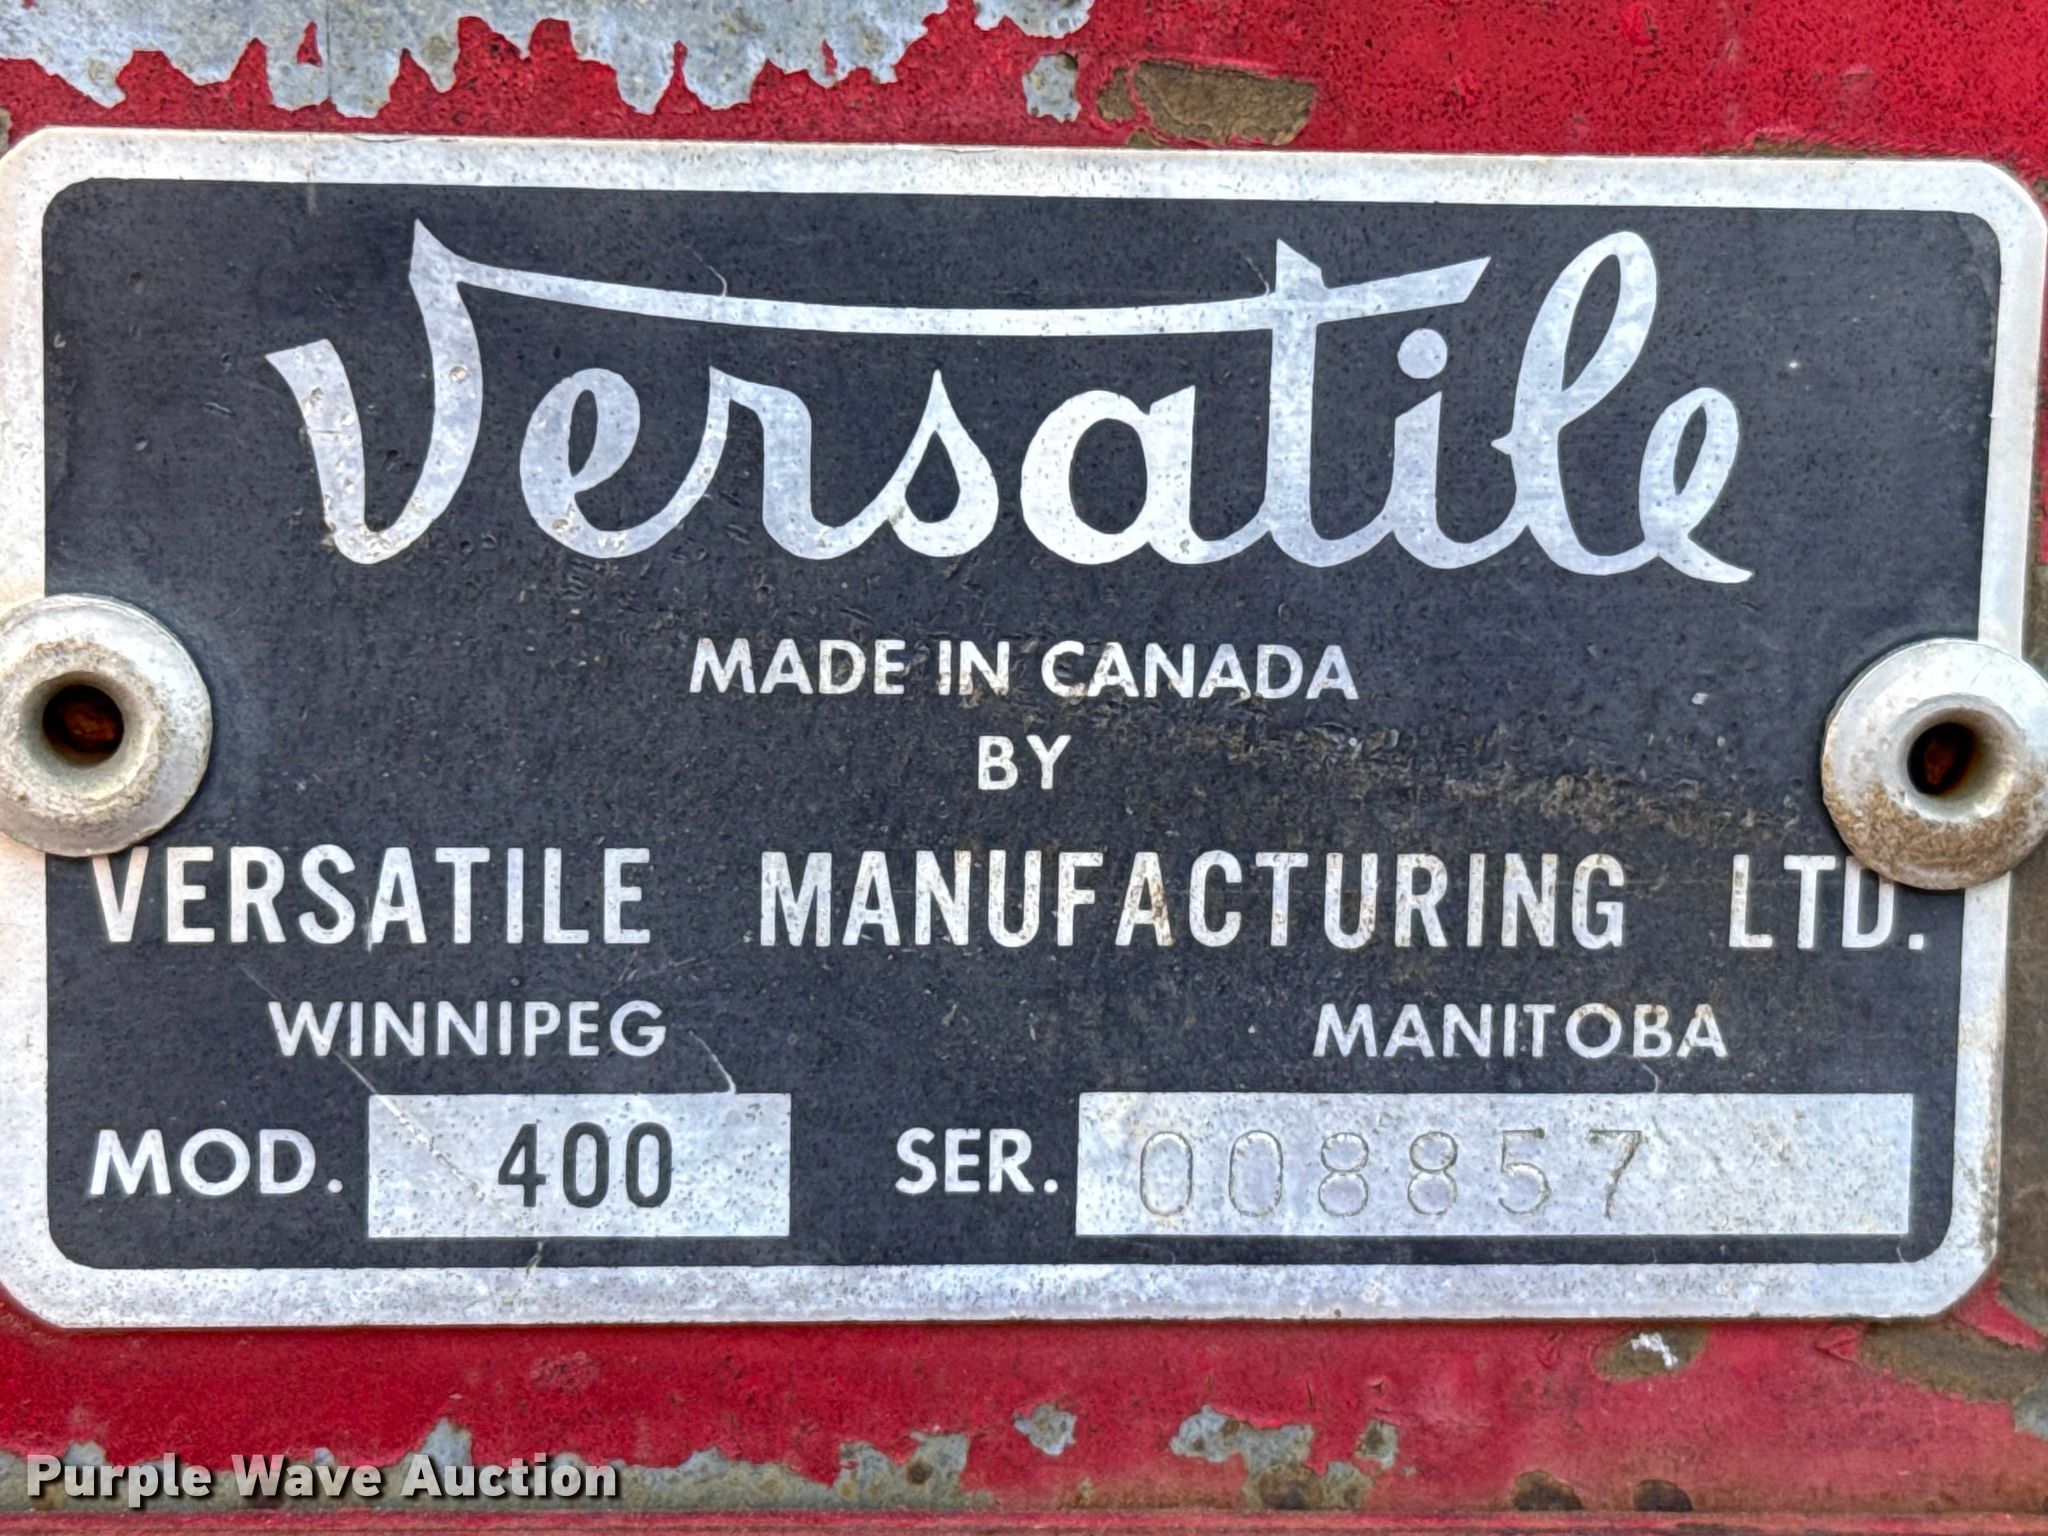 Versatile
MADE IN CANADA
BY
VERSATILE MANUFACTURING LTD.
WINNIPEG MANITOBA
MOD. 400 SER. 008857
Purple Wave Auction